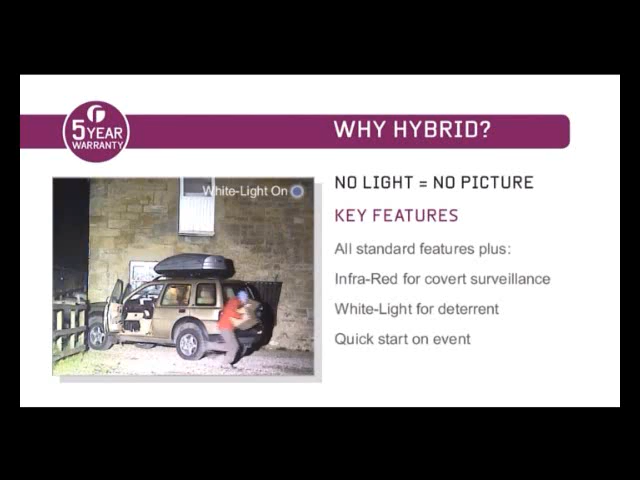 5
YEAR
WARRANTY
WHY HYBRID?
White-Light On
NO LIGHT = NO PICTURE
KEY FEATURES
All standard features plus:
Infra-Red for covert surveillance
White-Light for deterrent
Quick start on event